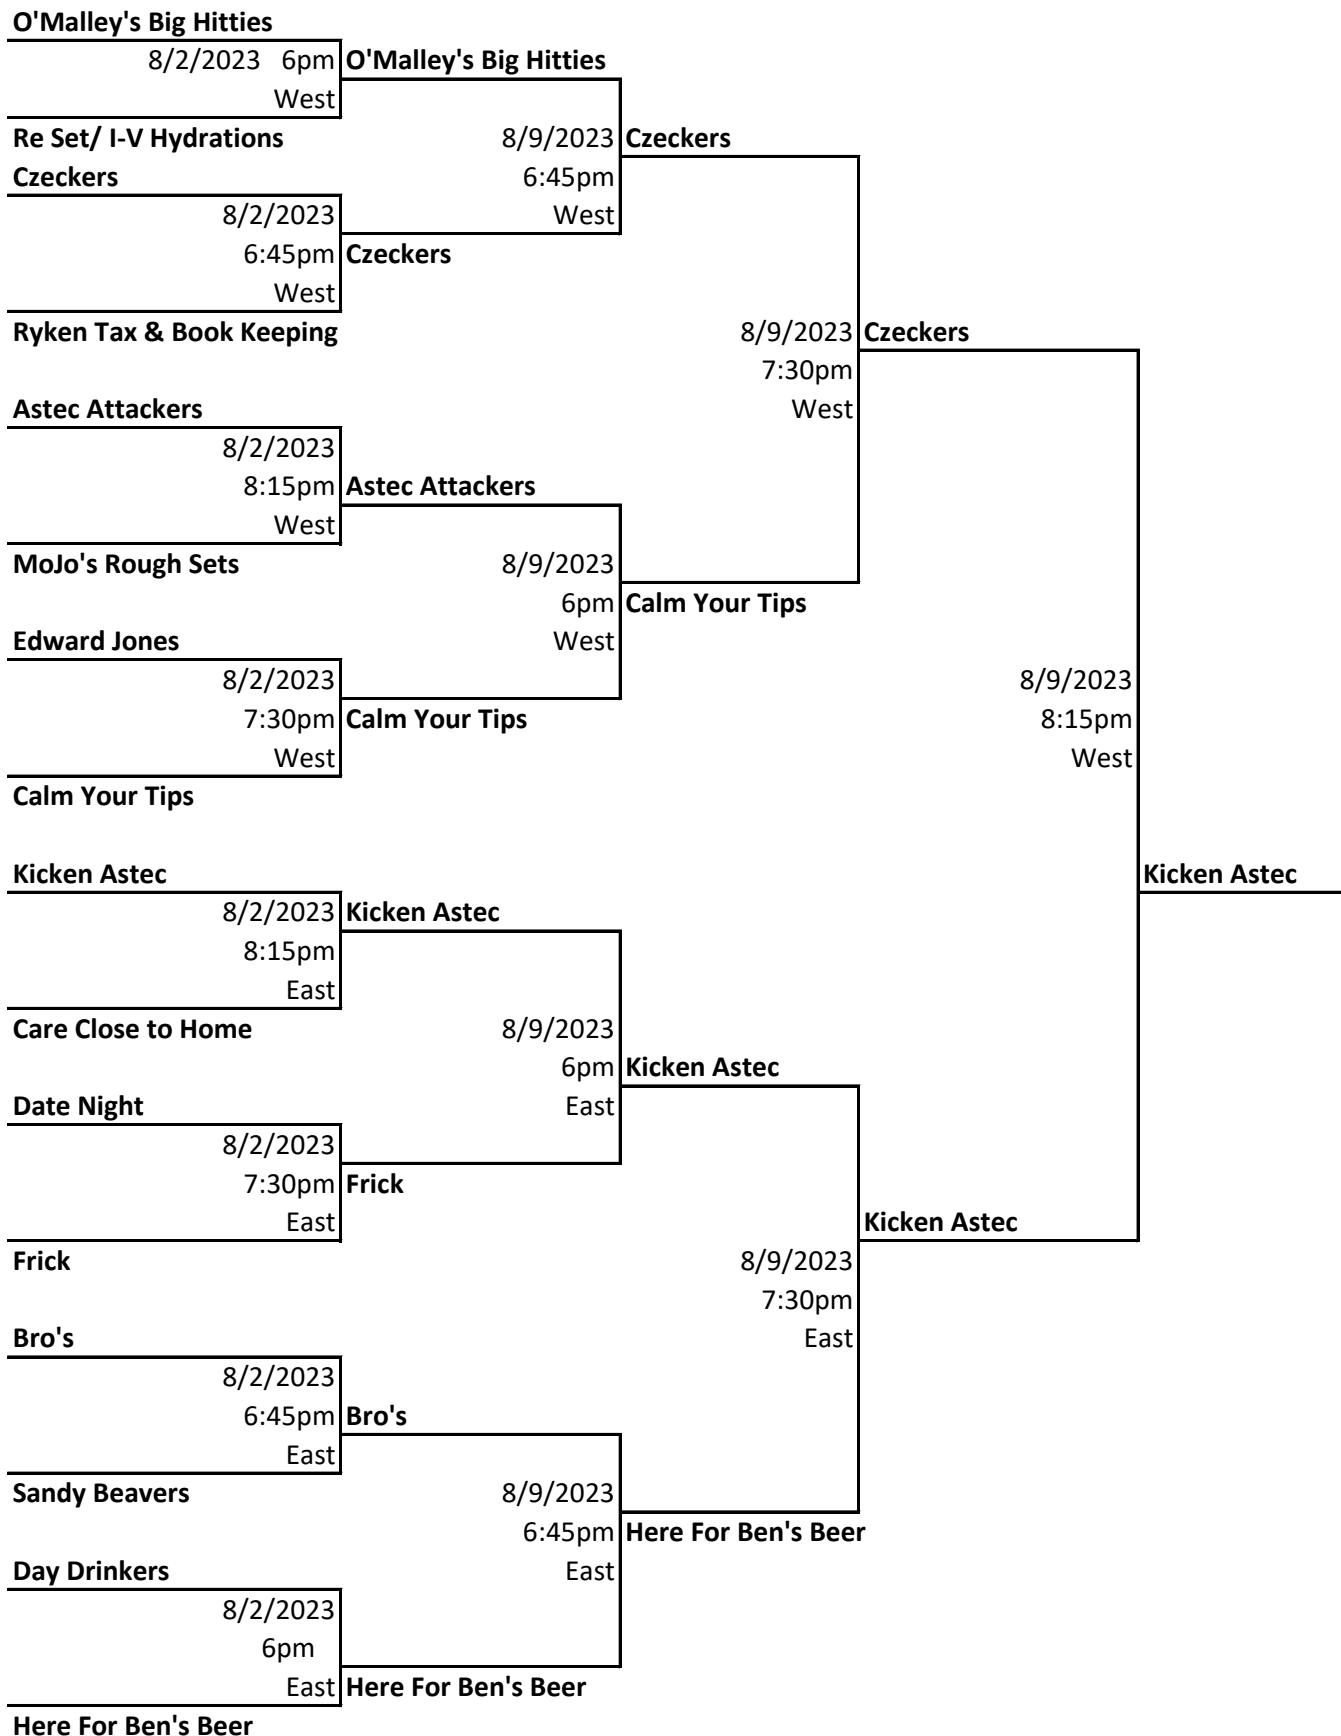 O'Malley's Big Hitties
8/2/2023 6pm O'Malley's Big Hitties
West
Re Set/ I-V Hydrations 8/9/2023 Czeckers
Czeckers 6:45pm
8/2/2023 West
6:45pm Czeckers
West
Ryken Tax & Book Keeping 8/9/2023 Czeckers
7:30pm
Astec Attackers West
8/2/2023
8:15pm Astec Attackers
West
MoJo's Rough Sets 8/9/2023
6pm Calm Your Tips
Edward Jones West
8/2/2023 8/9/2023
7:30pm Calm Your Tips 8:15pm
West West
Calm Your Tips
Kicken Astec Kicken Astec
8/2/2023 Kicken Astec
8:15pm
East
Care Close to Home 8/9/2023
6pm Kicken Astec
Date Night East
8/2/2023
7:30pm Frick
East Kicken Astec
Frick 8/9/2023
7:30pm
Bro's East
8/2/2023
6:45pm Bro's
East
Sandy Beavers 8/9/2023
6:45pm Here For Ben's Beer
Day Drinkers East
8/2/2023
6pm
East Here For Ben's Beer
Here For Ben's Beer